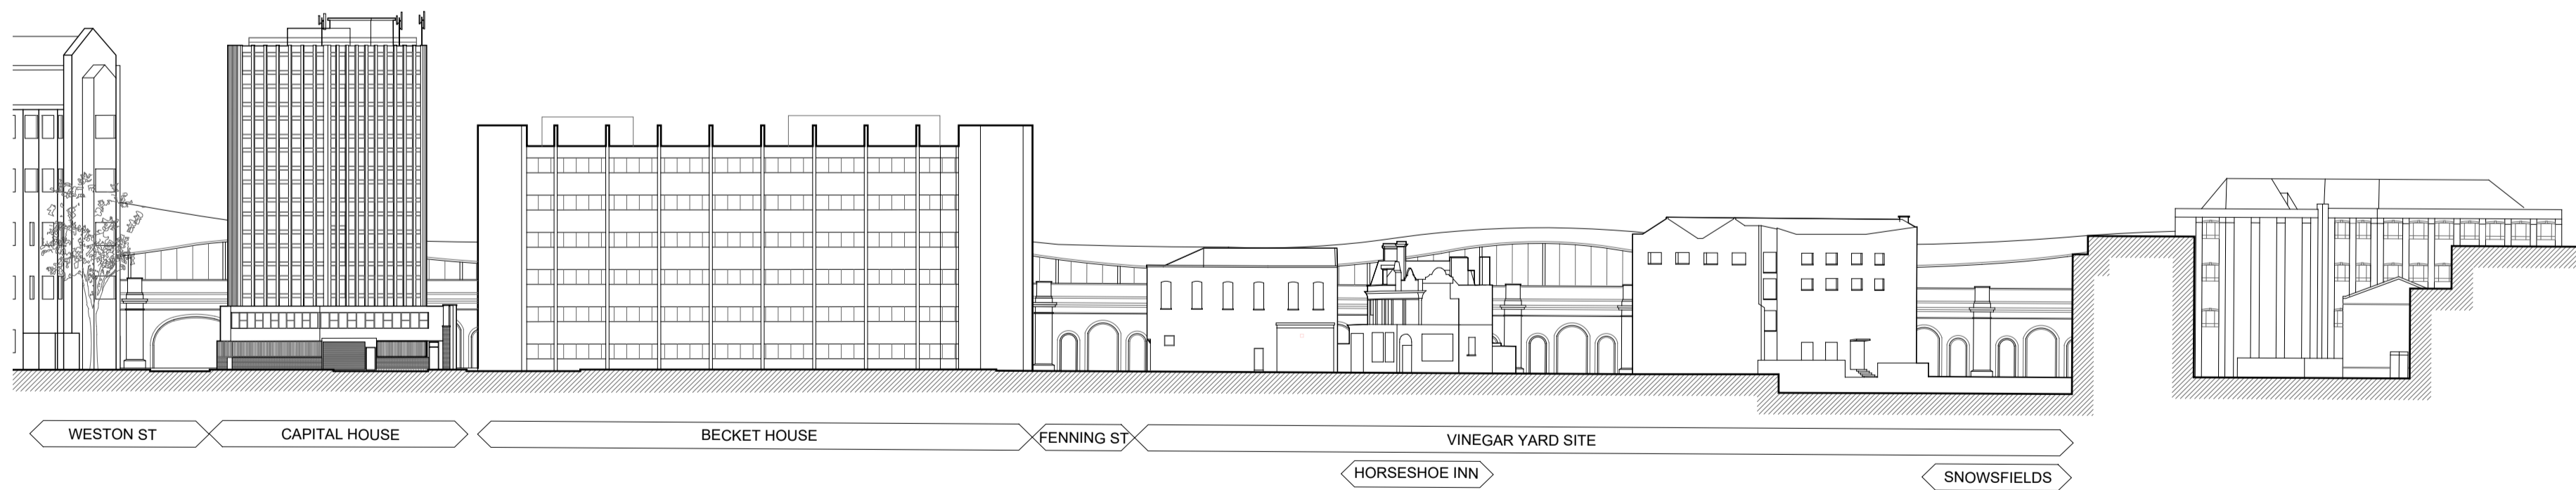 WESTON ST
CAPITAL HOUSE
BECKET HOUSE
FENNING ST
VINEGAR YARD SITE
HORSESHOE INN
SNOWSFIELDS